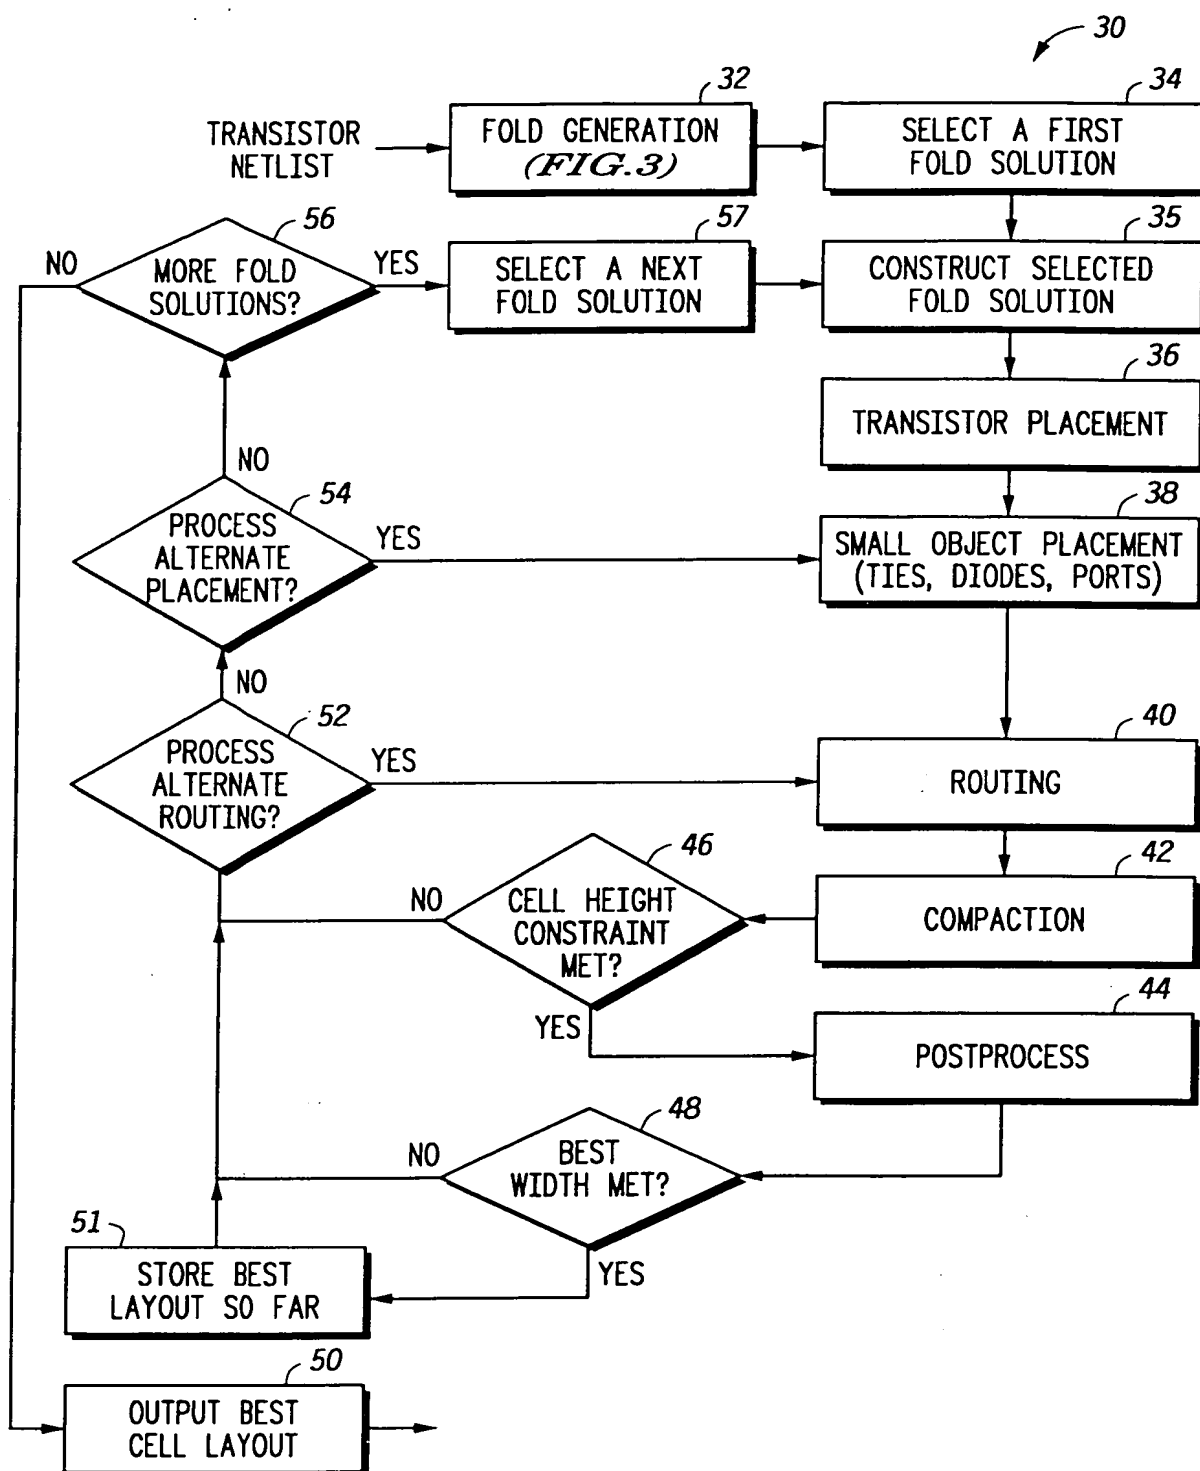 30
32
34
TRANSISTOR
NETLIST
FOLD GENERATION
(FIG.3)
SELECT A FIRST
FOLD SOLUTION
56
57
35
NO
MORE FOLD
SOLUTIONS?
YES
SELECT A NEXT
FOLD SOLUTION
CONSTRUCT SELECTED
FOLD SOLUTION
36
TRANSISTOR PLACEMENT
NO
54
38
PROCESS
ALTERNATE
PLACEMENT?
YES
SMALL OBJECT PLACEMENT
(TIES, DIODES, PORTS)
NO
52
40
PROCESS
ALTERNATE
ROUTING?
YES
ROUTING
46
42
NO
CELL HEIGHT
CONSTRAINT
MET?
COMPACTION
44
YES
POSTPROCESS
48
NO
BEST
WIDTH MET?
51
YES
STORE BEST
LAYOUT SO FAR
50
OUTPUT BEST
CELL LAYOUT